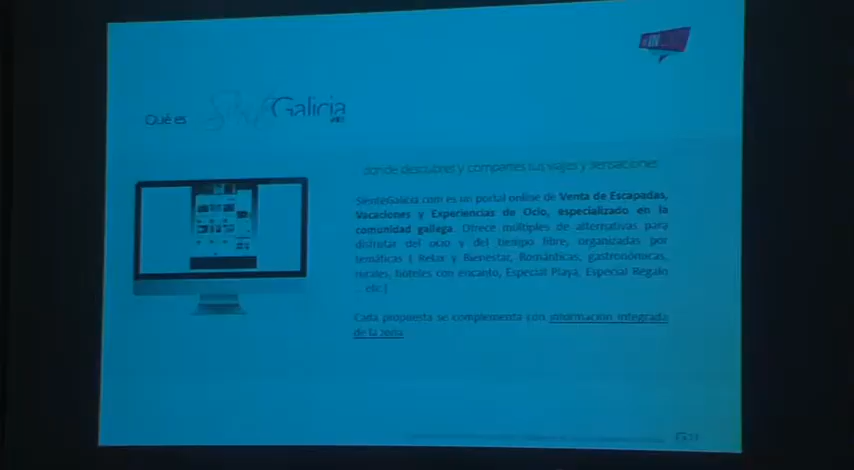 Qué es Siente Galicia
donde descubres y compartes tus viajes y sensaciones
SienteGalicia.com es un portal online de Venta de Escapadas,
Vacaciones y Experiencias de Ocio, especializado en la
comunidad gallega. Ofrece múltiples de alternativas para
disfrutar del ocio y del tiempo libre, organizadas por
temáticas ( Relax y Bienestar, Románticas, gastronómicas,
rurales, hoteles con encanto, Especial Playa, Especial Regalo
... etc.)
Cada propuesta se complementa con información integrada
de la zona